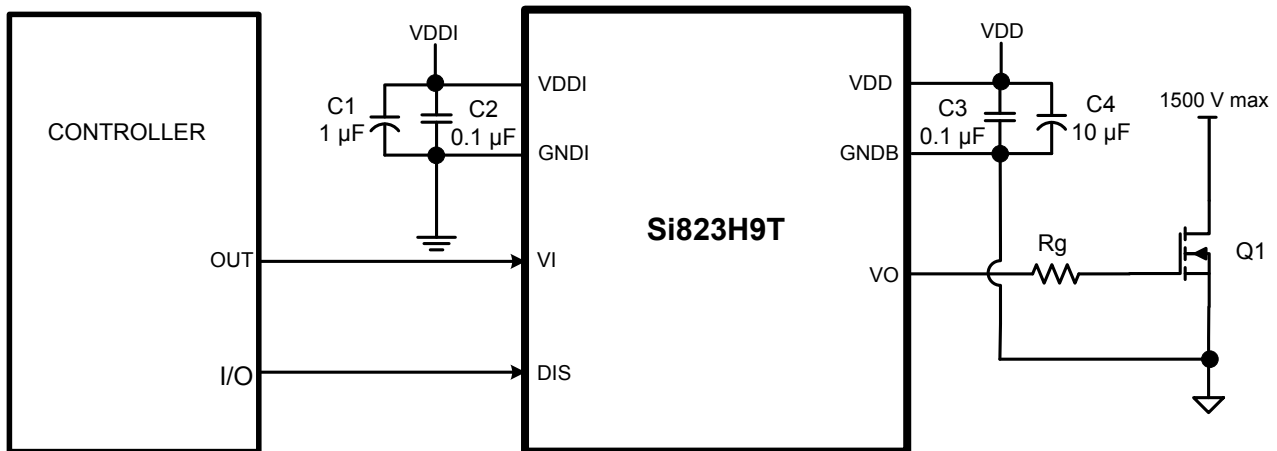 VDDI
VDD
1500 V max
CONTROLLER
C1
1 µF
C2
0.1 µF
VDDI
GNDI
Si823H9T
VDD
GNDB
C3
0.1 µF
C4
10 µF
OUT
VI
VO
Rg
Q1
I/O
DIS